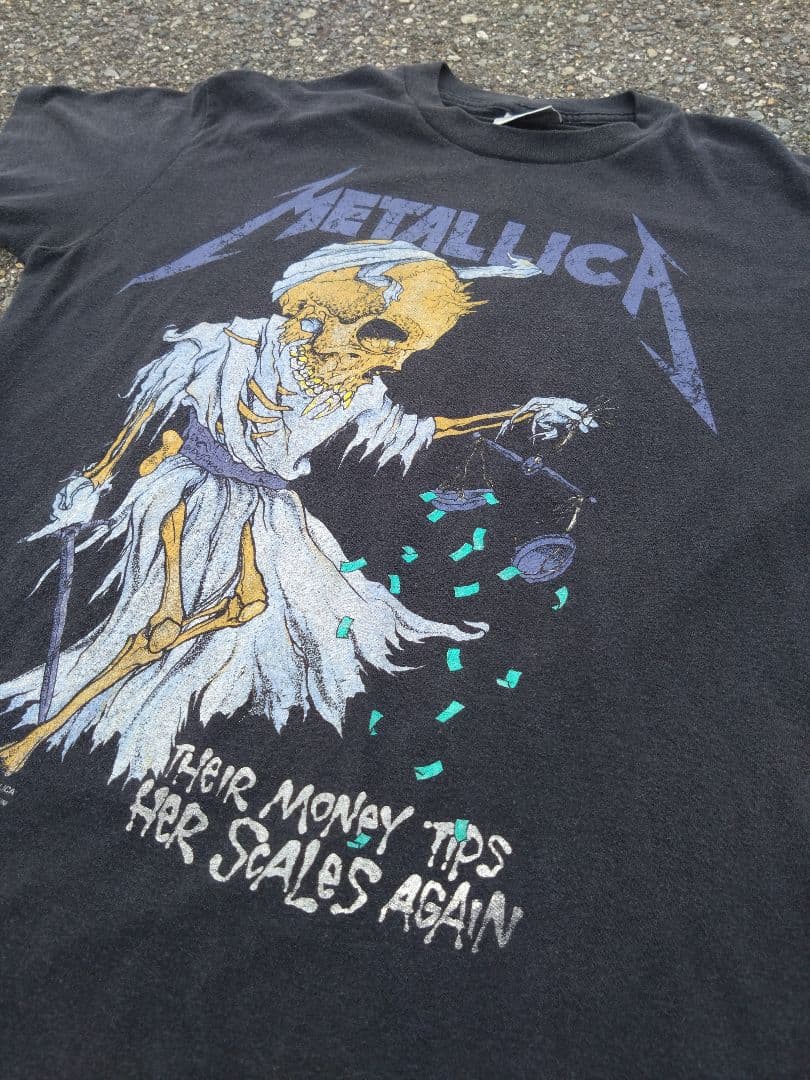 METALLICA
THEIR MONEY TIPS
HER SCALES AGAIN